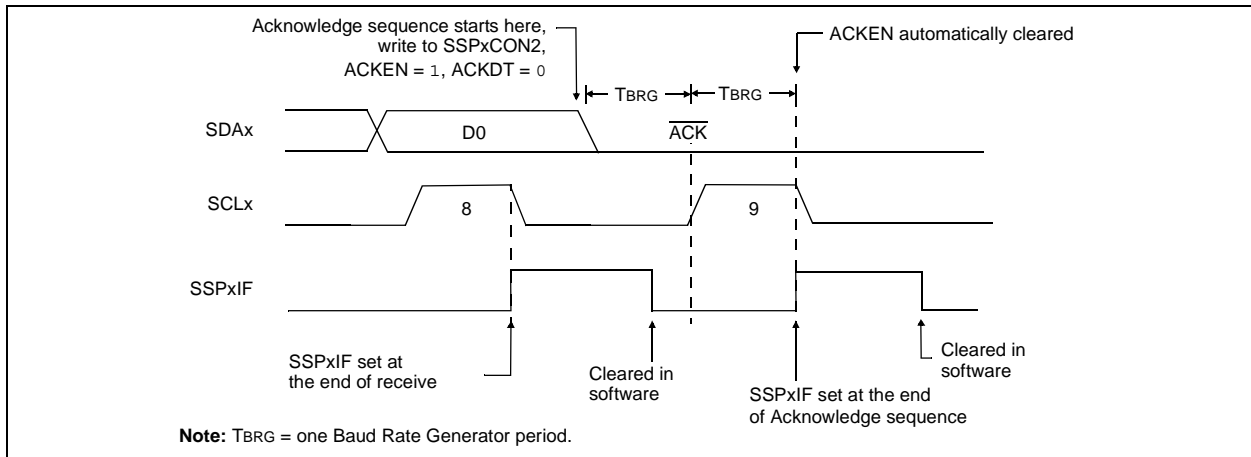 Acknowledge sequence starts here,
write to SSPxCON2,
ACKEN = 1, ACKDT = 0
ACKEN automatically cleared
TBRG
TBRG
SDAx
D0
ACK
SCLx
8
9
SSPxIF
SSPxIF set at
the end of receive
Cleared in
software
SSPxIF set at the end
of Acknowledge sequence
Cleared in
software
Note: TBRG = one Baud Rate Generator period.